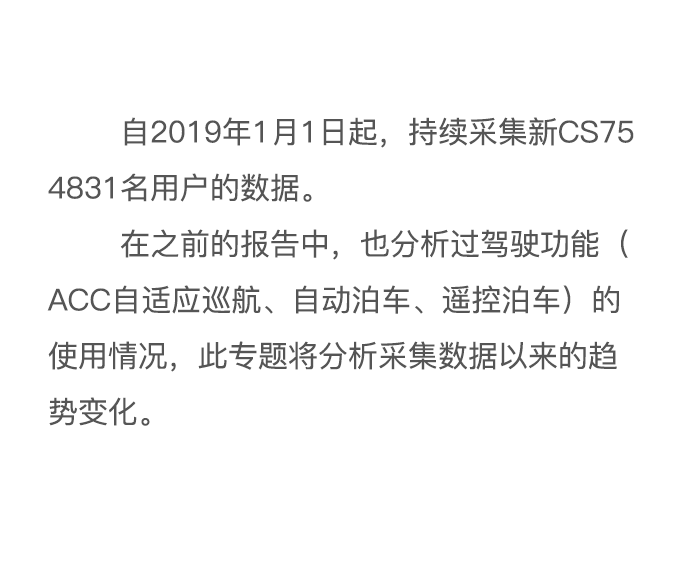 自2019年1月1日起，持续采集新CS75
4831名用户的数据。
在之前的报告中，也分析过驾驶功能（
ACC自适应巡航、自动泊车、遥控泊车）的
使用情况，此专题将分析采集数据以来的趋
势变化。